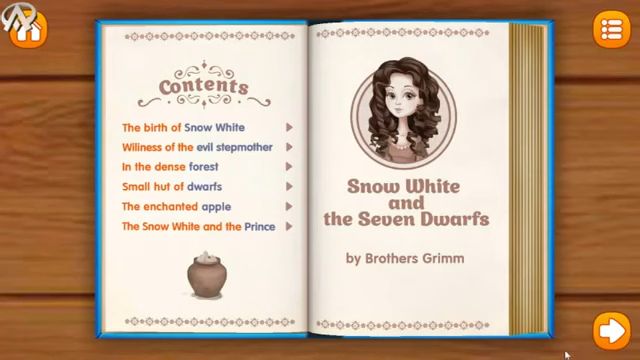 Contents
The birth of Snow White
Wiliness of the evil stepmother
In the dense forest
Small hut of dwarfs
The enchanted apple
The Snow White and the Prince
Snow White
and
the Seven Dwarfs
by Brothers Grimm